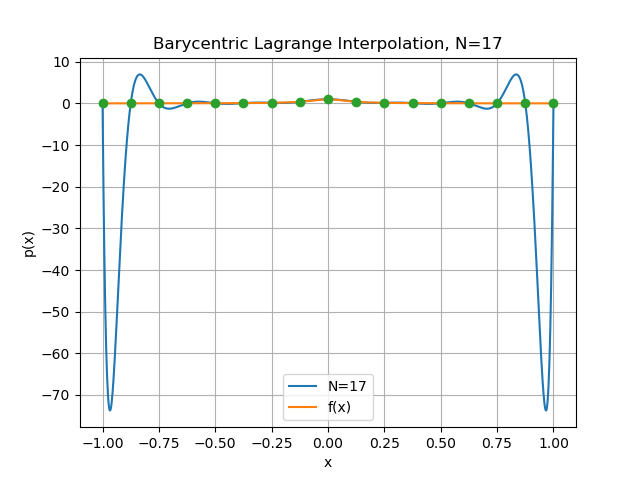 Barycentric Lagrange Interpolation, N=17
10
0
−10
−20
−30
−40
−50
−60
−70
p(x)
N=17
f(x)
−1.00 −0.75 −0.50 −0.25 0.00 0.25 0.50 0.75 1.00
x